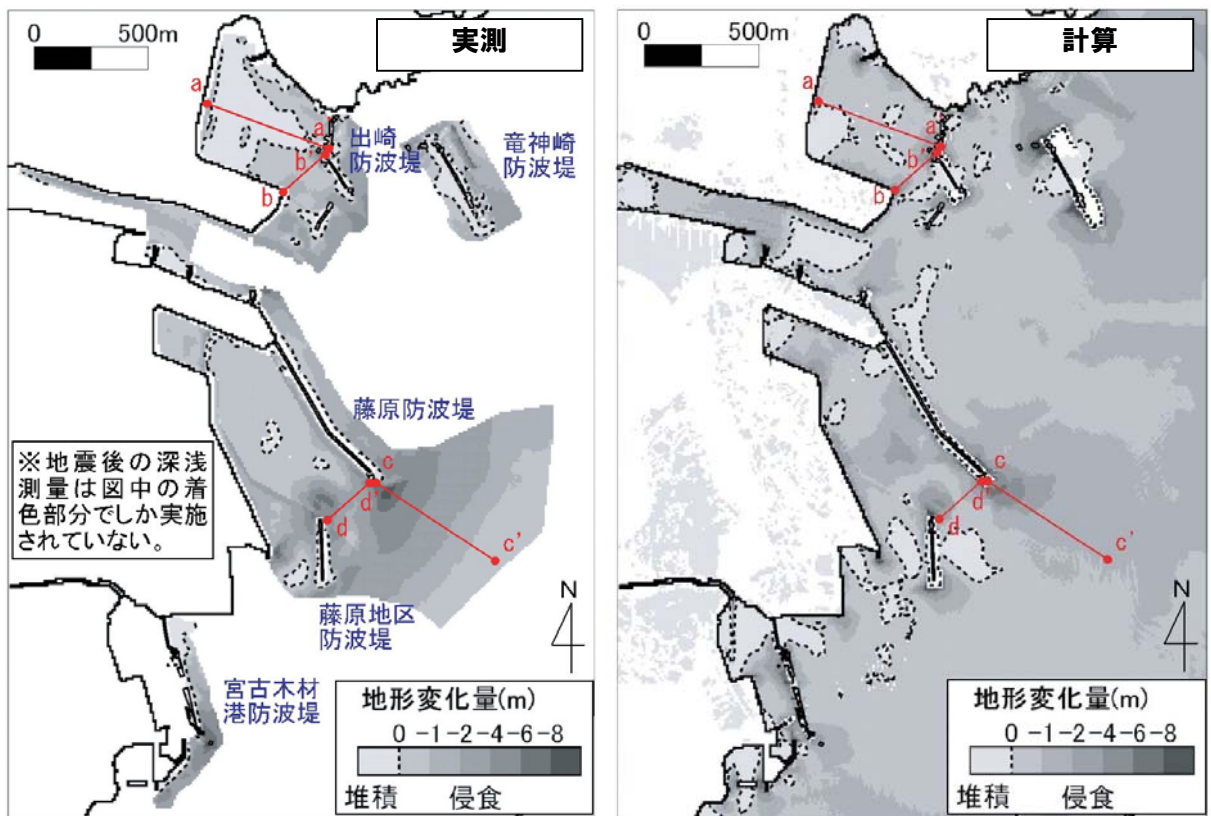 ※ 地形変化量
0 500m
実測
a
a'
b'
b
出崎
防波堤
竜神崎
防波堤
藤原防波堤
c
d'
d
c'
※地震後の深浅
測量は図中の着
色部分でしか実施
されていない。
藤原地区
防波堤
N
宮古木材
港防波堤
地形変化量(m)
0 -1 -2 -4 -6 -8
堆積 侵食
0 500m
計算
a
a'
b'
b
c
d'
d
c'
N
地形変化量(m)
0 -1 -2 -4 -6 -8
堆積 侵食